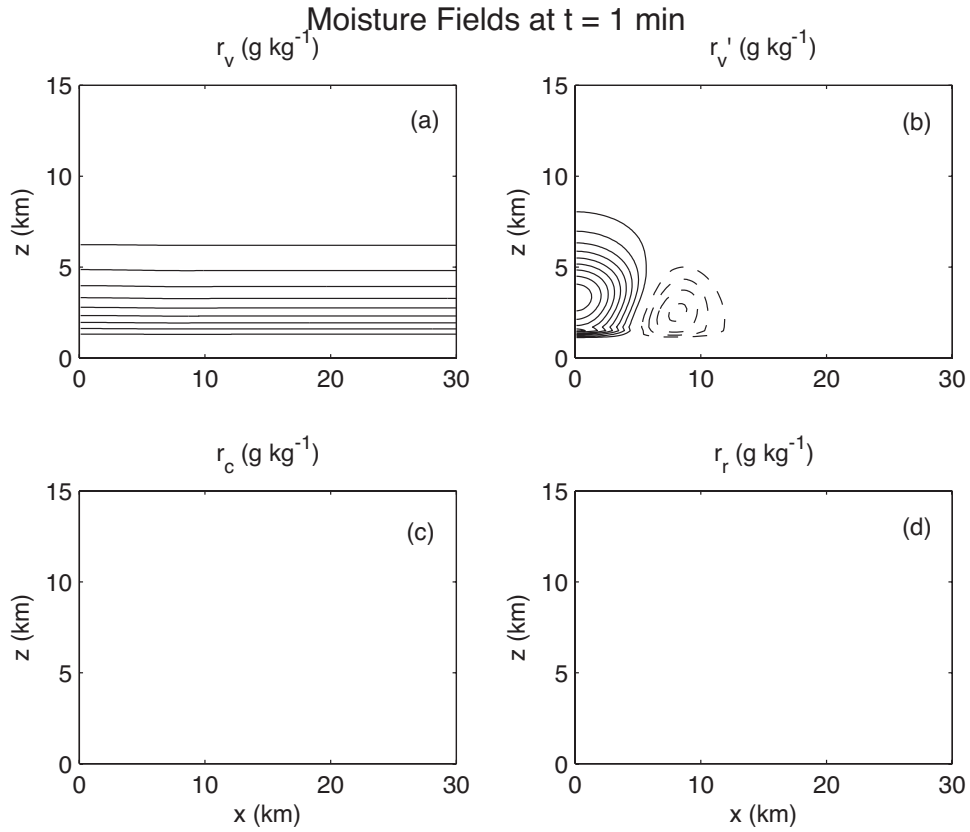 Moisture Fields at t = 1 min
r_v (g kg^-1)
r_v' (g kg^-1)
15
10
5
0
z (km)
(a)
0 10 20 30
15
10
5
0
z (km)
(b)
0 10 20 30
r_c (g kg^-1)
r_r (g kg^-1)
15
10
5
0
z (km)
(c)
0 10 20 30
x (km)
15
10
5
0
z (km)
(d)
0 10 20 30
x (km)